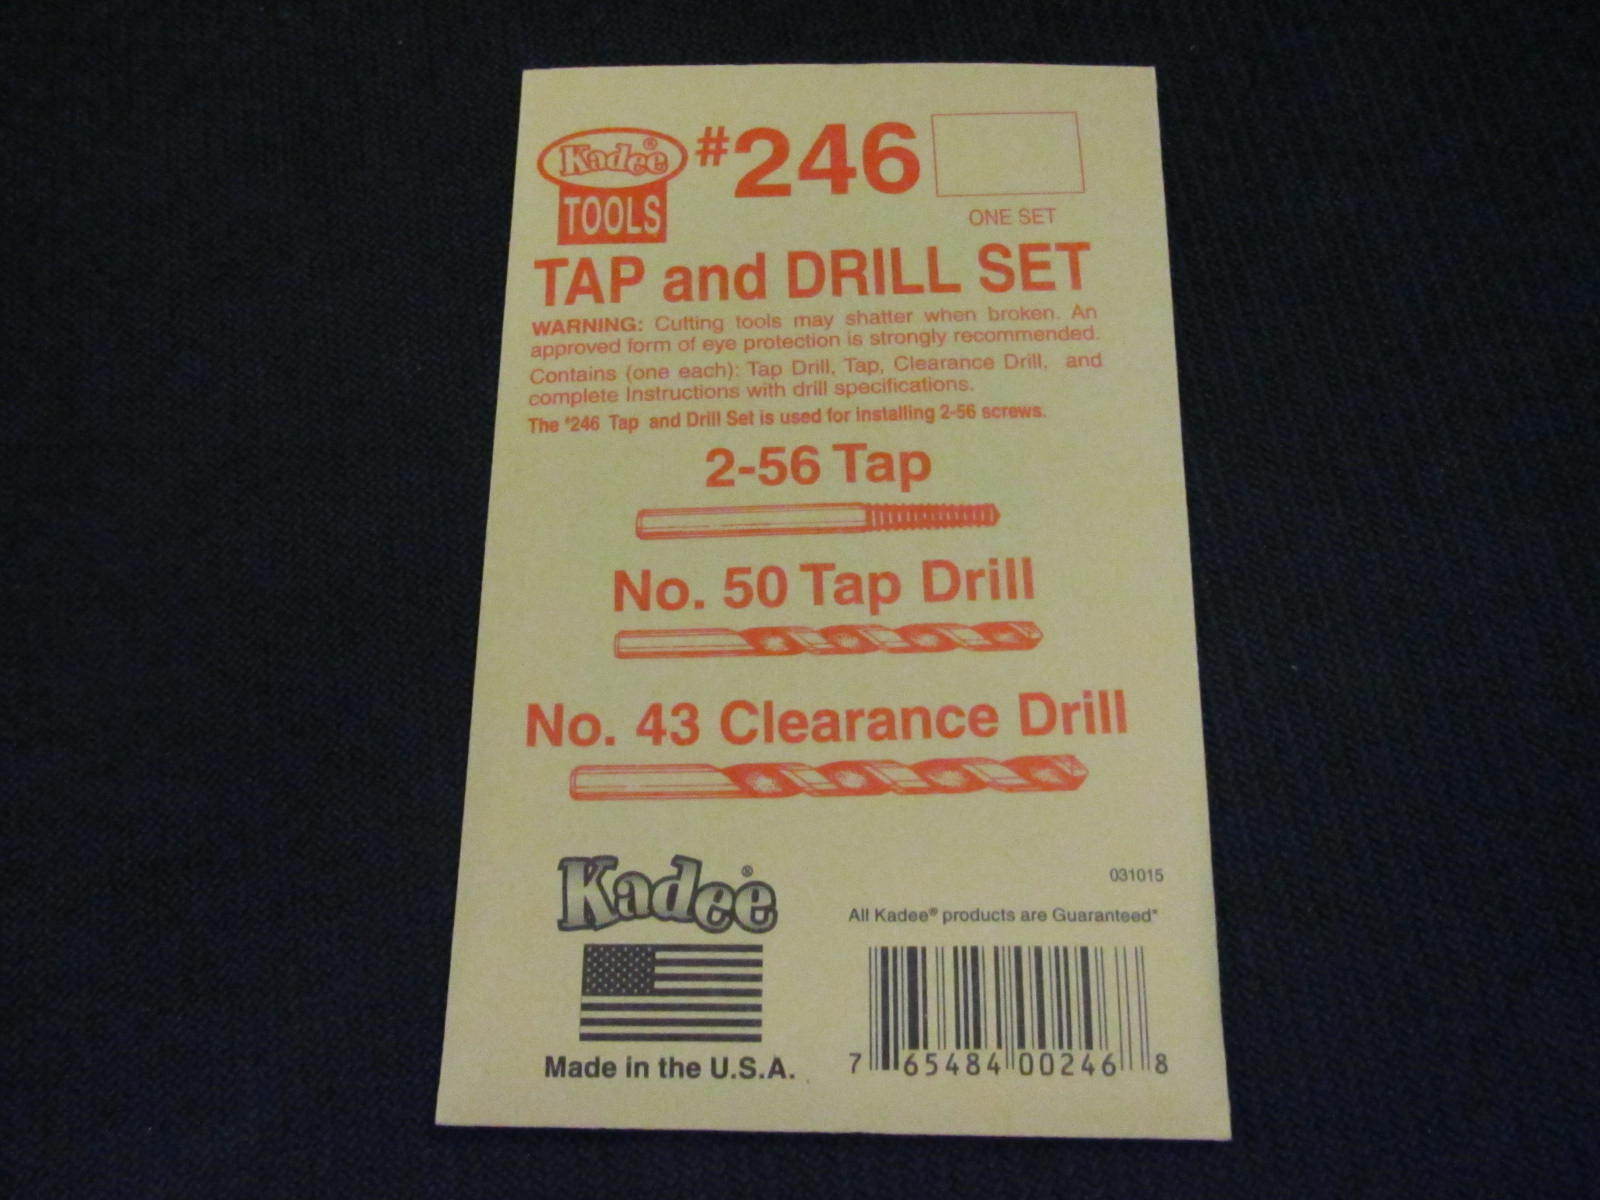 Kadee® #246
TOOLS
ONE SET
TAP and DRILL SET
WARNING: Cutting tools may shatter when broken. An
approved form of eye protection is strongly recommended.
Contains (one each): Tap Drill, Tap, Clearance Drill, and
complete Instructions with drill specifications.
The #246 Tap and Drill Set is used for installing 2-56 screws.
2-56 Tap
No. 50 Tap Drill
No. 43 Clearance Drill
Kadee®
031015
All Kadee® products are Guaranteed*
Made in the U.S.A.
7 65484 00246 8